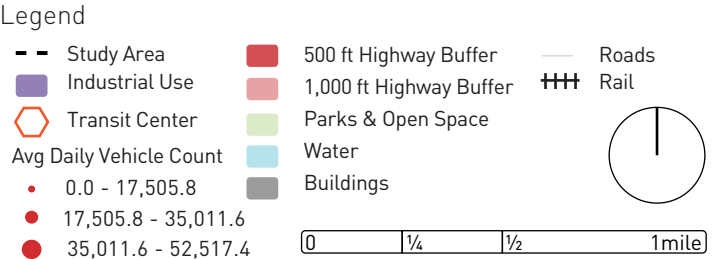 Legend
Study Area
Industrial Use
Transit Center
Avg Daily Vehicle Count
0.0 - 17,505.8
17,505.8 - 35,011.6
35,011.6 - 52,517.4
500 ft Highway Buffer
1,000 ft Highway Buffer
Parks & Open Space
Water
Buildings
Roads
Rail
0 ¼ ½ 1mile